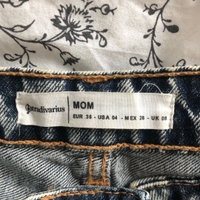 Stradivarius
MOM
EUR 36 - USA 04 - MEX 26 - UK 08